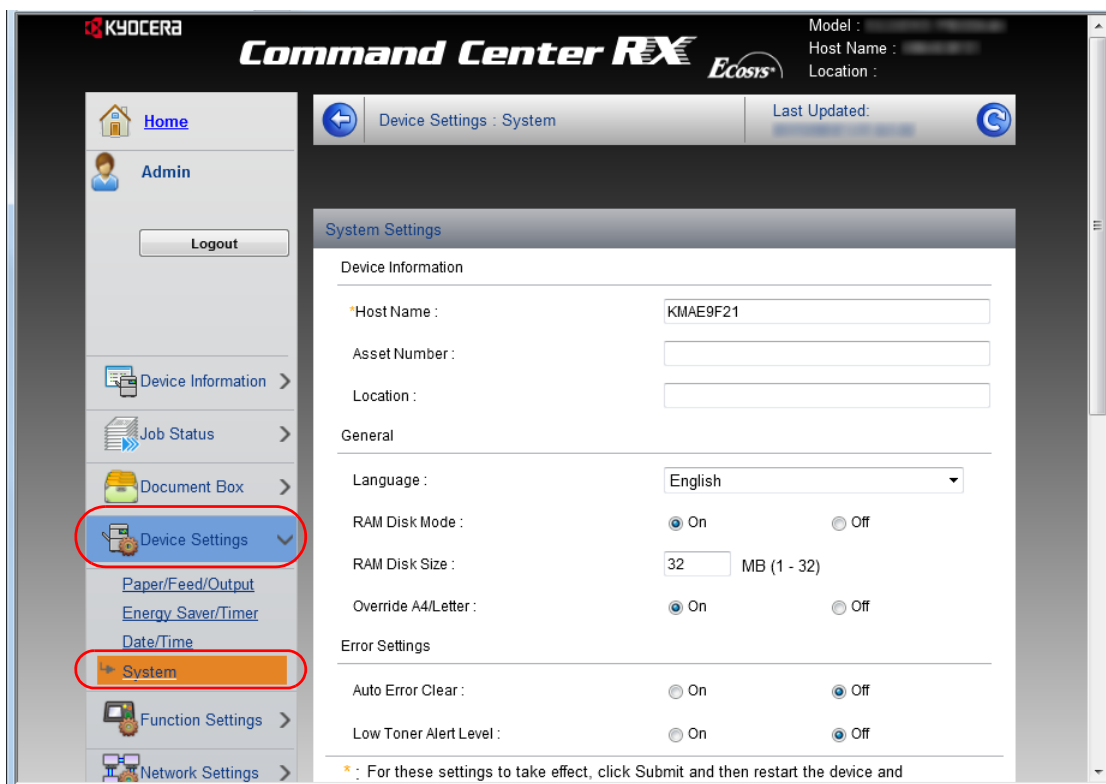 KYOCERA
Command Center RX
Ecosys
Model :
Host Name :
Location :
Home
Admin
Logout
Device Information
Job Status
Document Box
Device Settings
Paper/Feed/Output
Energy Saver/Timer
Date/Time
System
Function Settings
Network Settings
Device Settings : System
Last Updated:
System Settings
Device Information
*Host Name : KMAE9F21
Asset Number :
Location :
General
Language : English
RAM Disk Mode : On Off
RAM Disk Size : 32 MB (1 - 32)
Override A4/Letter : On Off
Error Settings
Auto Error Clear : On Off
Low Toner Alert Level : On Off
* : For these settings to take effect, click Submit and then restart the device and